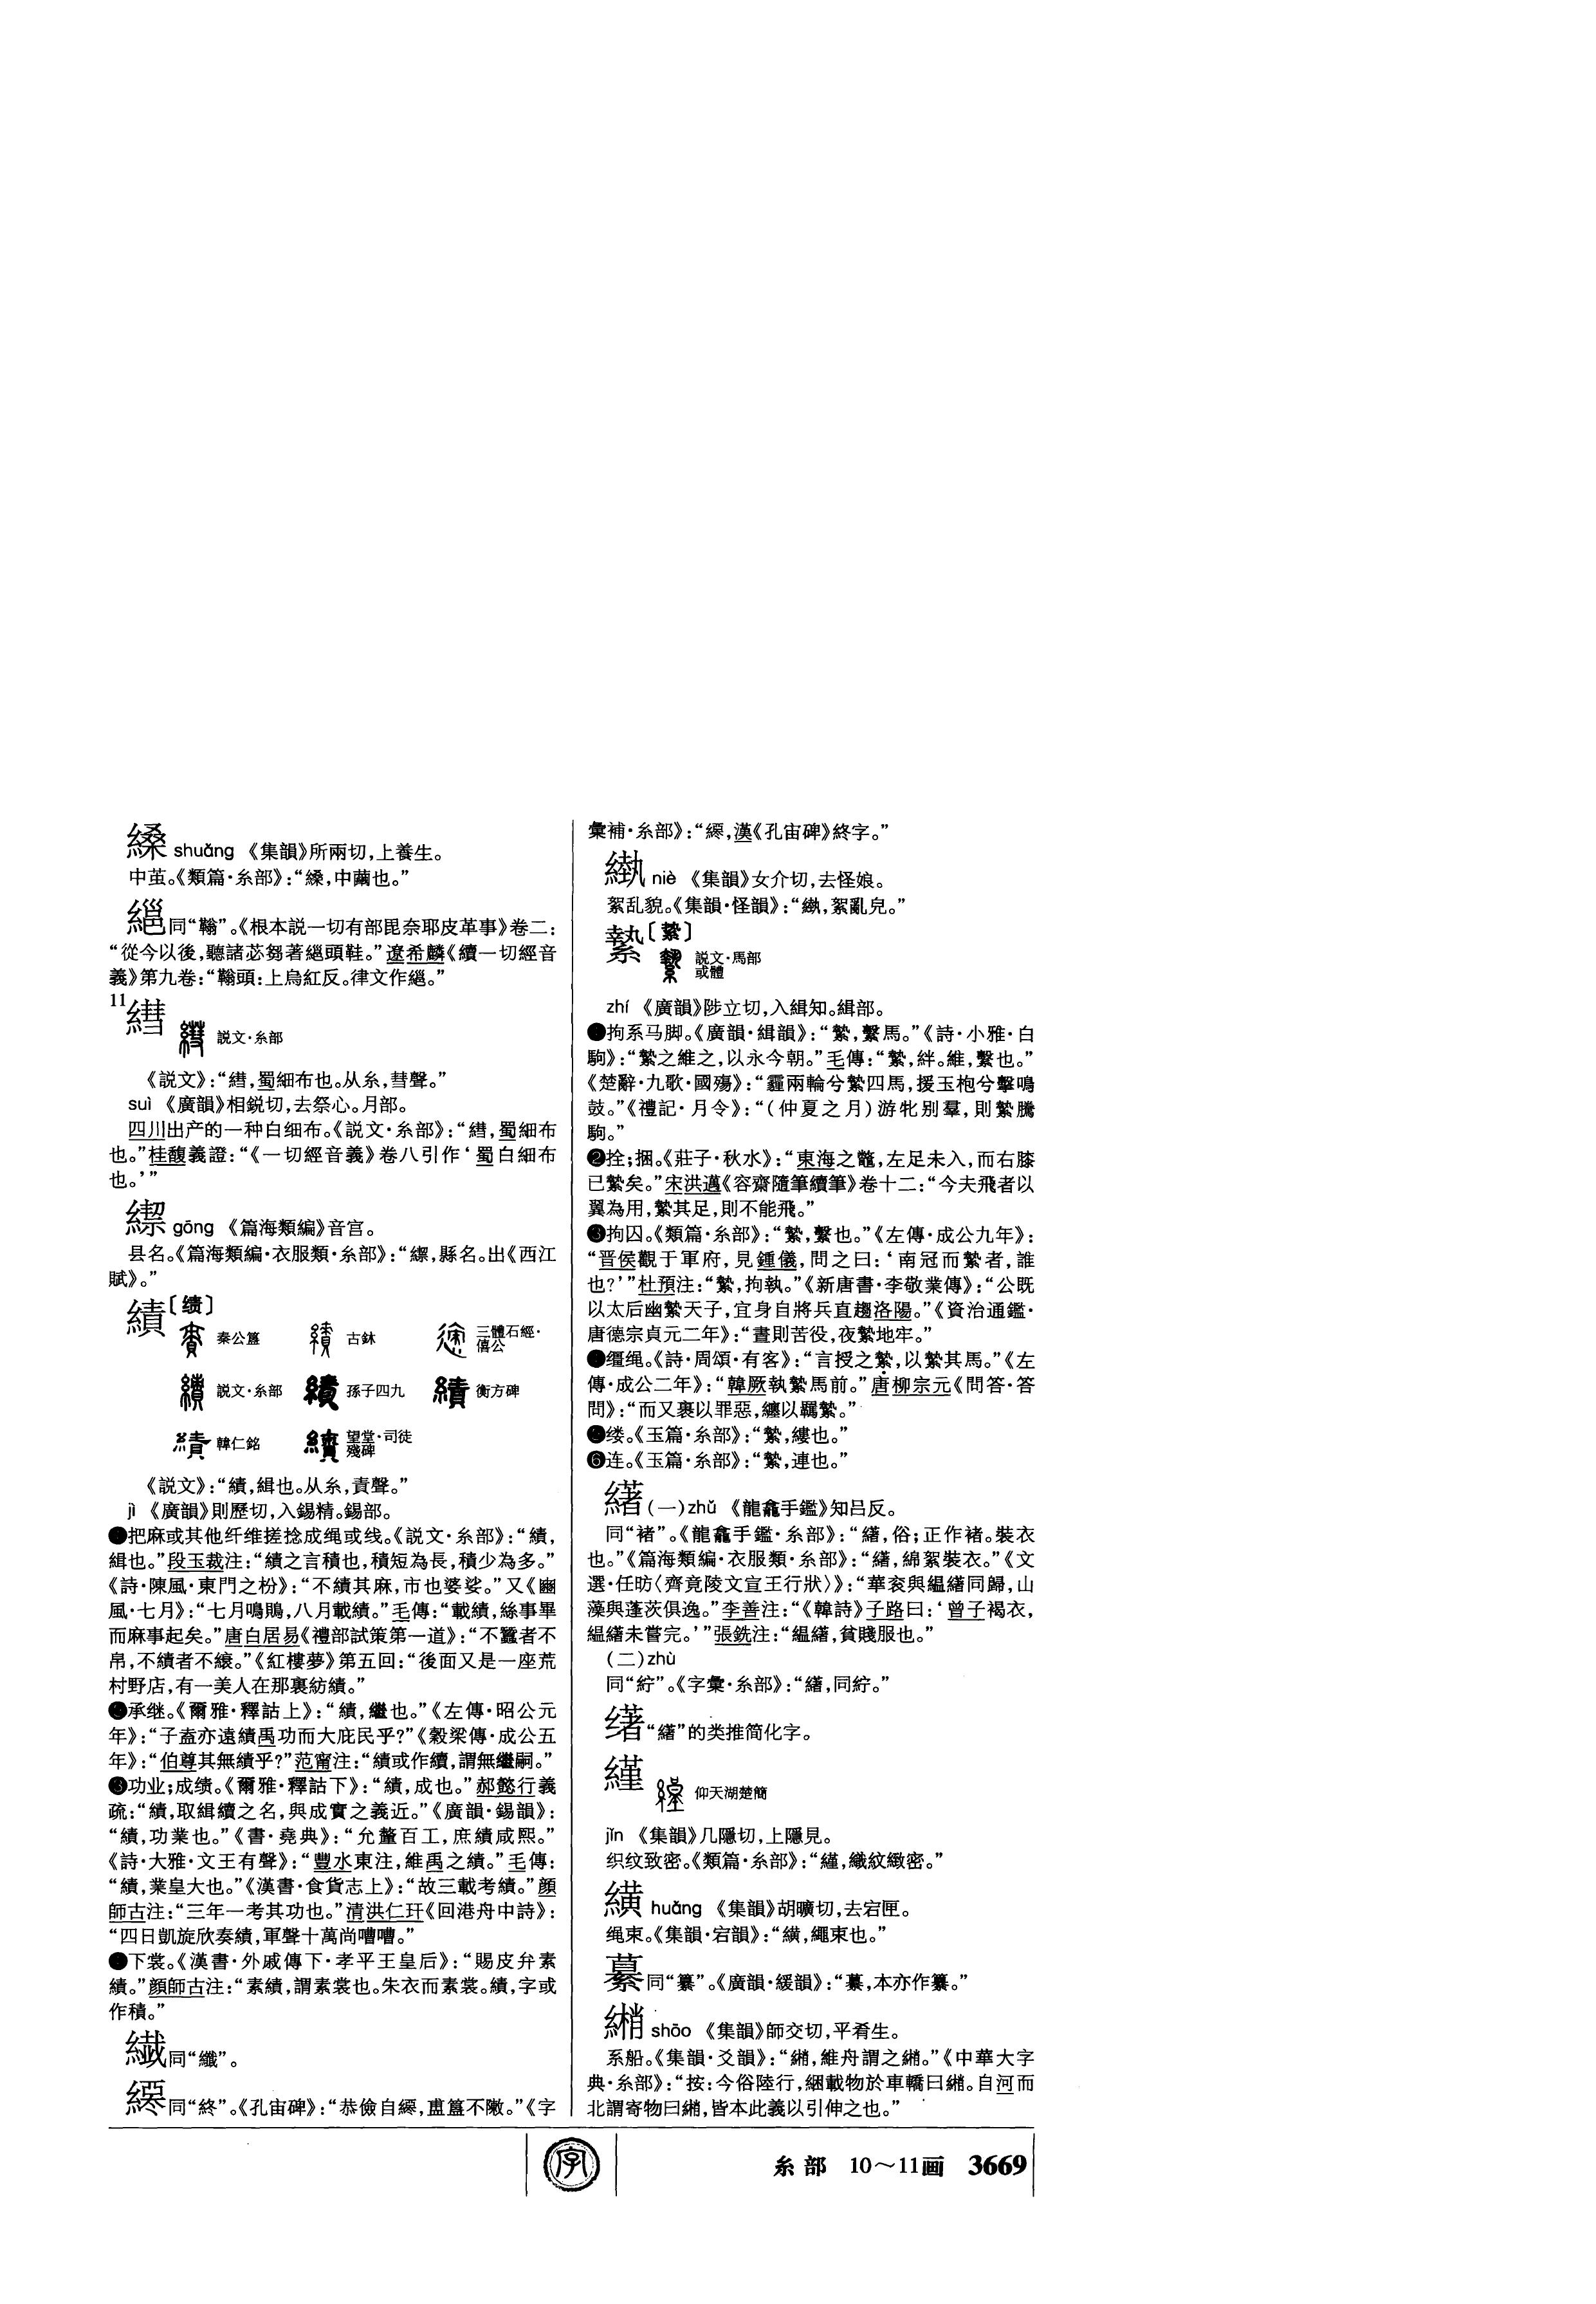 縔 shuǎng 《集韻》所兩切，上養生。
中茧。《類篇·糸部》：“縔，中繭也。”
同“鞝”。《根本説一切有部毘奈耶皮革事》卷二：
“從今以後，聽諸苾芻著緿頭鞋。”遼希麟《續一切經音
義》第九卷：“鞝頭：上烏紅反。律文作緿。”
11
䌨 説文·糸部
《説文》：“䌨，蜀細布也。从糸，彗聲。”
suì 《廣韻》相鋭切，去祭心。月部。
四川出产的一种白细布。《説文·糸部》：“䌨，蜀細布
也。”桂馥義證：“《一切經音義》卷八引作‘蜀白細布
也。’”
gōng 《篇海類編》音宫。
县名。《篇海類編·衣服類·糸部》：“，縣名。出《西江
賦》。”
績〔绩〕
秦公簋 古鉥 三體石經·僖公
説文·糸部 孫子四九 衡方碑
韓仁銘 望堂·司徒殘碑
《説文》：“績，緝也。从糸，責聲。”
jì 《廣韻》則歷切，入錫精。錫部。
❶把麻或其他纤维搓捻成绳或线。《説文·糸部》：“績，
緝也。”段玉裁注：“績之言積也，積短為長，積少為多。”
《詩·陳風·東門之枌》：“不績其麻，市也婆娑。”又《豳
風·七月》：“七月鳴鵙，八月載績。”毛傳：“載績，絲事畢
而麻事起矣。”唐白居易《禮部試策第一道》：“不蠶者不
帛，不績者不縗。”《紅樓夢》第五回：“後面又是一座荒
村野店，有一美人在那裏紡績。”
❷承继。《爾雅·釋詁上》：“績，繼也。”《左傳·昭公元
年》：“子盍亦遠績禹功而大庇民乎？”《穀梁傳·成公五
年》：“伯尊其無績乎？”范甯注：“績或作續，謂無繼嗣。”
❸功业；成绩。《爾雅·釋詁下》：“績，成也。”郝懿行義
疏：“績，取緝續之名，與成實之義近。”《廣韻·錫韻》：
“績，功業也。”《書·堯典》：“允釐百工，庶績咸熙。”
《詩·大雅·文王有聲》：“豐水東注，維禹之績。”毛傳：
“績，業皇大也。”《漢書·食貨志上》：“故三載考績。”顔
師古注：“三年一考其功也。”清洪仁玕《回港舟中詩》：
“四日凱旋欣奏績，軍聲十萬尚嘈嘈。”
❹下裳。《漢書·外戚傳下·孝平王皇后》：“賜皮弁素
績。”顔師古注：“素績，謂素裳也。朱衣而素裳。績，字或
作積。”
同“纖”。
同“終”。《孔宙碑》：“恭儉自，簠簋不敶。”《字
彙補·糸部》：“，漢《孔宙碑》終字。”
縶 niè 《集韻》女介切，去怪娘。
絮乱貌。《集韻·怪韻》：“，絮亂皃。”
縶〔絷〕
説文·馬部
或體
zhí 《廣韻》陟立切，入緝知。緝部。
❶拘系马脚。《廣韻·緝韻》：“縶，繫馬。”《詩·小雅·白
駒》：“縶之維之，以永今朝。”毛傳：“縶，絆。維，繫也。”
《楚辭·九歌·國殤》：“霾兩輪兮縶四馬，援玉枹兮擊鳴
鼓。”《禮記·月令》：“（仲夏之月）游牝别羣，則縶騰
駒。”
❷拴；捆。《莊子·秋水》：“東海之鼈，左足未入，而右膝
已縶矣。”宋洪邁《容齋隨筆續筆》卷十二：“今夫飛者以
翼為用，縶其足，則不能飛。”
❸拘囚。《類篇·糸部》：“縶，繫也。”《左傳·成公九年》：
“晋侯觀于軍府，見鍾儀，問之曰：‘南冠而縶者，誰
也？’”杜預注：“縶，拘執。”《新唐書·李敬業傳》：“公既
以太后幽縶天子，宜身自將兵直趨洛陽。”《資治通鑑·
唐德宗貞元二年》：“晝則苦役，夜縶地牢。”
❹缰绳。《詩·周頌·有客》：“言授之縶，以縶其馬。”《左
傳·成公二年》：“韓厥執縶馬前。”唐柳宗元《問答·答
問》：“而又裹以罪惡，纏以羈縶。”
❺缕。《玉篇·糸部》：“縶，縷也。”
❻连。《玉篇·糸部》：“縶，連也。”
䌴（一）zhǔ 《龍龕手鑑》知吕反。
同“褚”。《龍龕手鑑·糸部》：“䌴，俗；正作褚。裝衣
也。”《篇海類編·衣服類·糸部》：“䌴，綿絮裝衣。”《文
選·任昉〈齊竟陵文宣王行狀〉》：“華衮與緼䌴同歸，山
藻與蓬茨俱逸。”李善注：“《韓詩》子路曰：‘曾子褐衣，
緼䌴未嘗完。’”張銑注：“緼䌴，貧賤服也。”
（二）zhù
同“紵”。《字彙·糸部》：“䌴，同紵。”
“䌴”的类推简化字。
䌝 仰天湖楚簡
jǐn 《集韻》几隱切，上隱見。
织纹致密。《類篇·糸部》：“䌝，織紋緻密。”
䌙 huǎng 《集韻》胡曠切，去宕匣。
绳束。《集韻·宕韻》：“䌙，繩束也。”
䌠同“纂”。《廣韻·緩韻》：“䌠，本亦作纂。”
䌃 shāo 《集韻》師交切，平肴生。
系船。《集韻·爻韻》：“䌃，維舟謂之䌃。”《中華大字
典·糸部》：“按：今俗陸行，綑載物於車轎曰䌃。自河而
北謂寄物曰䌃，皆本此義以引伸之也。”
字
糸部 10～11画 3669